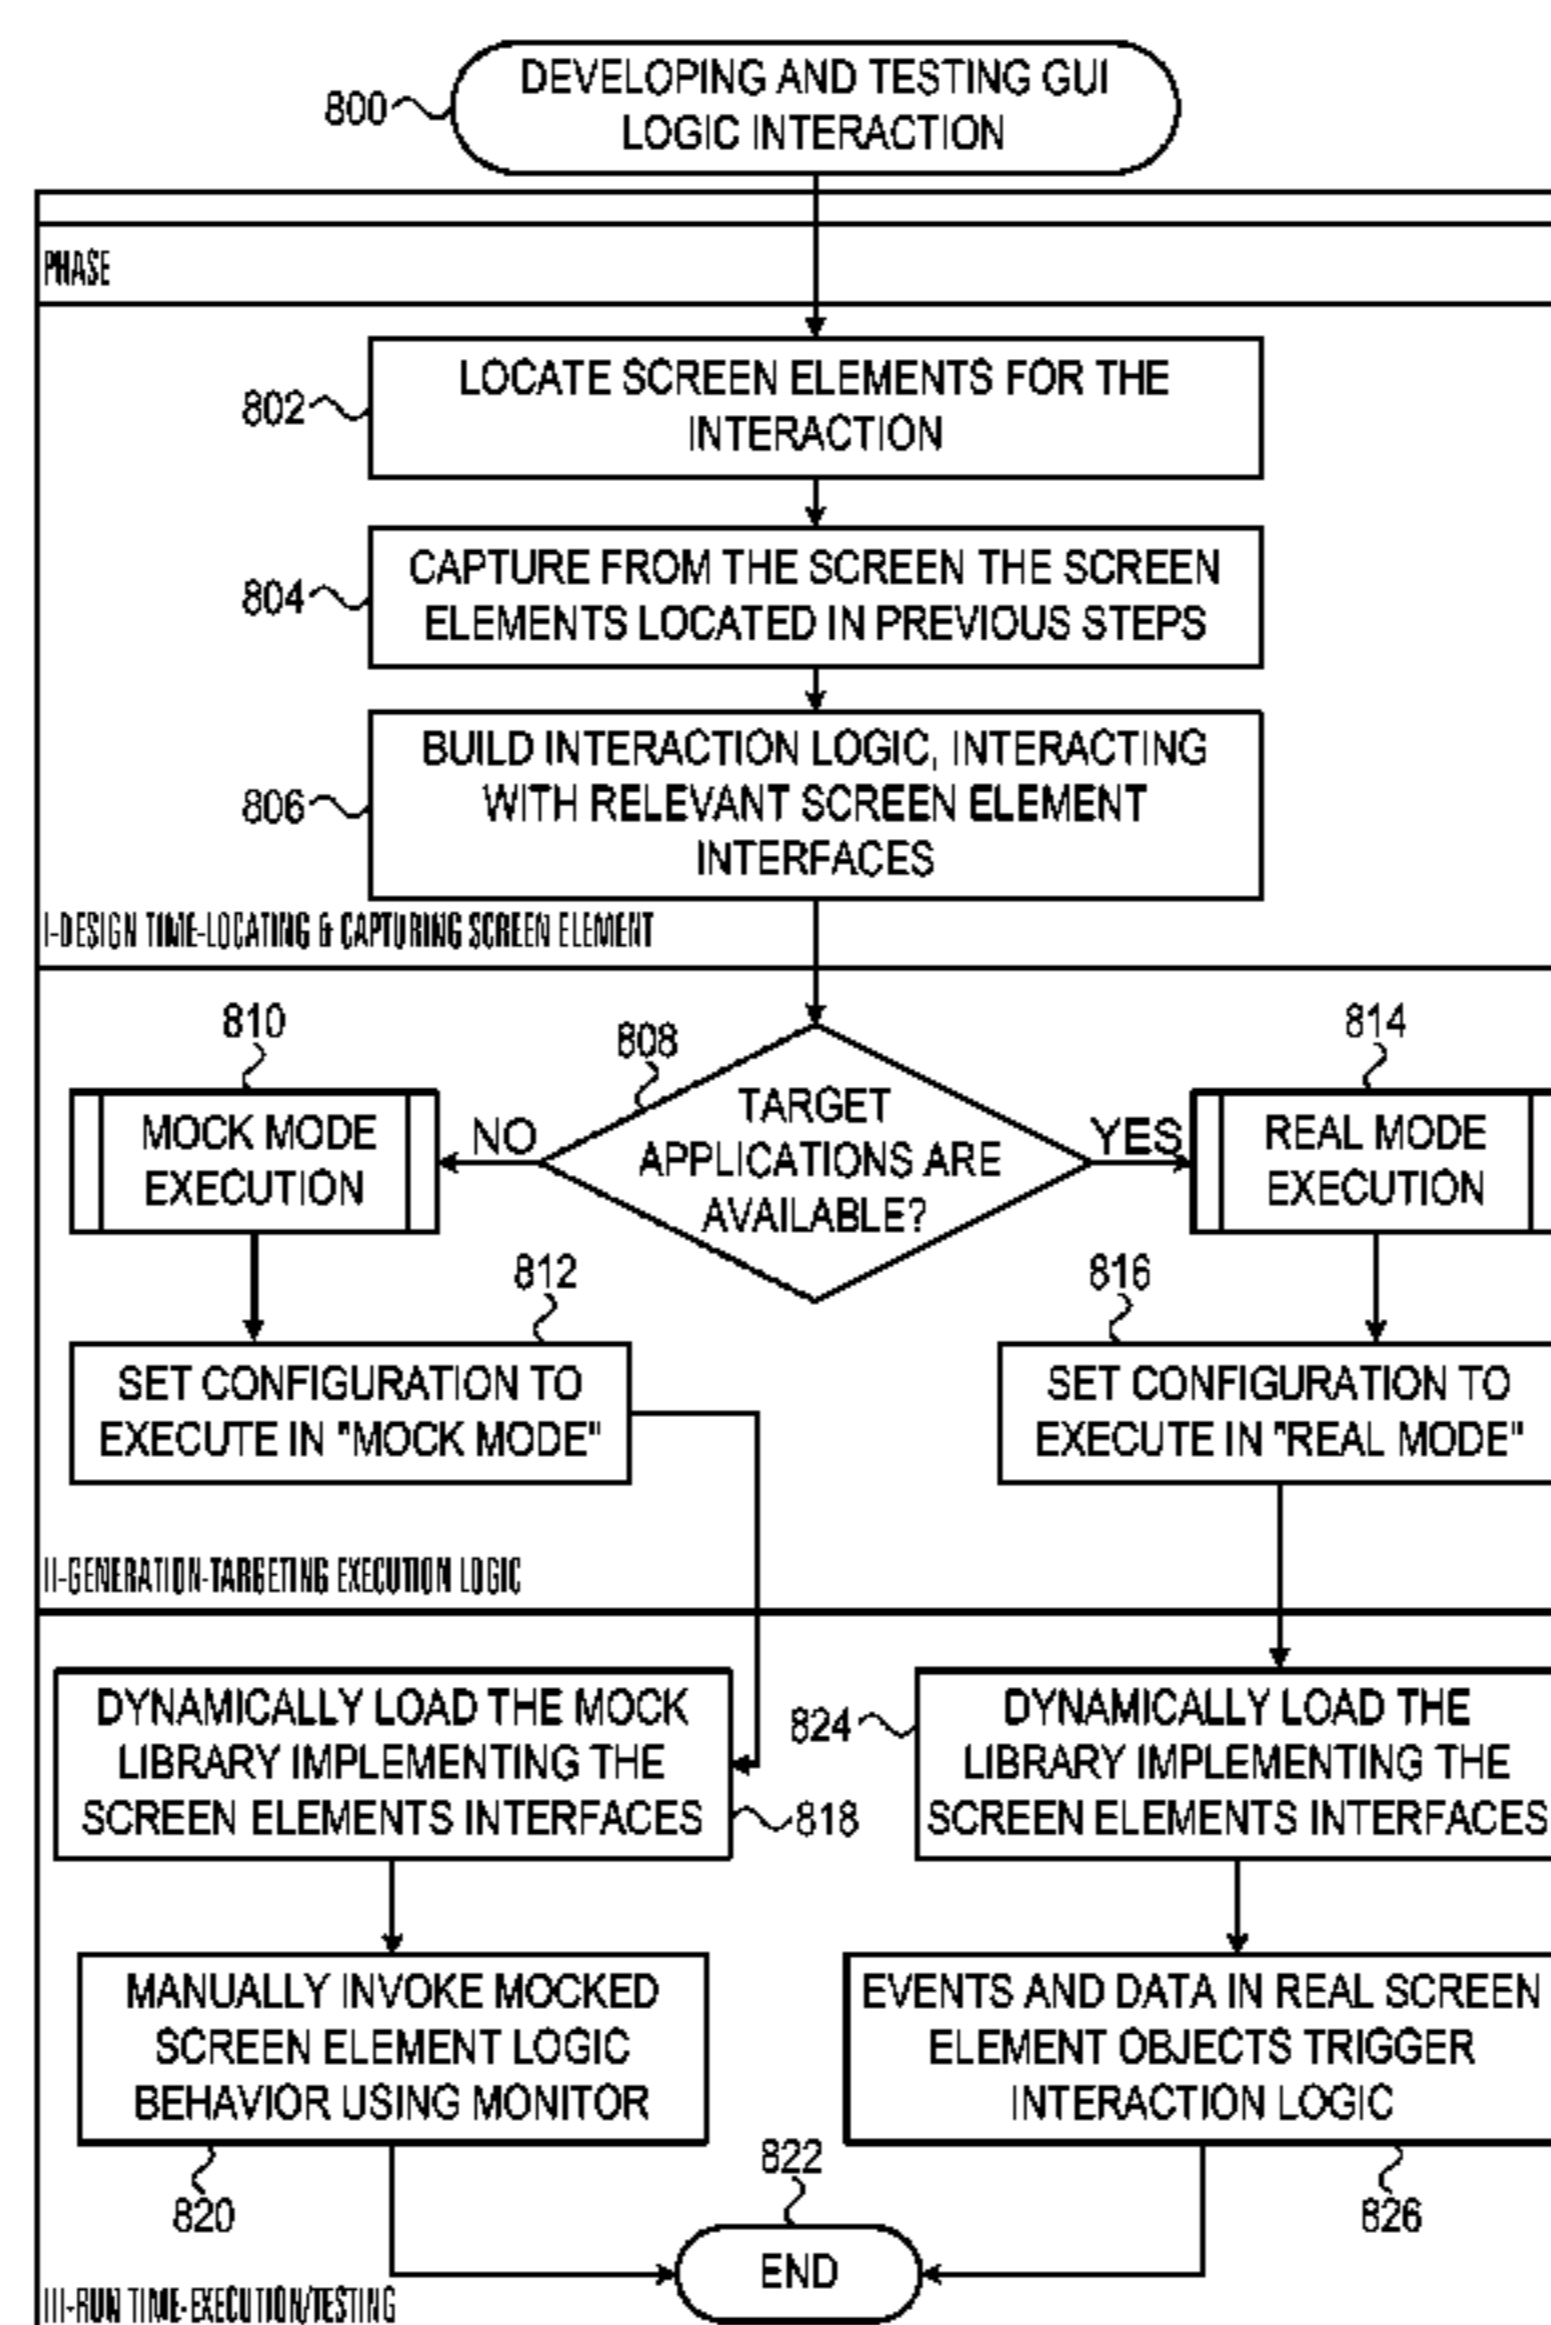 DEVELOPING AND TESTING GUI
LOGIC INTERACTION
800
PHASE
LOCATE SCREEN ELEMENTS FOR THE
INTERACTION
802
CAPTURE FROM THE SCREEN THE SCREEN
ELEMENTS LOCATED IN PREVIOUS STEPS
804
BUILD INTERACTION LOGIC, INTERACTING
WITH RELEVANT SCREEN ELEMENT
INTERFACES
806
I-DESIGN TIME-LOCATING & CAPTURING SCREEN ELEMENT
810
808
814
MOCK MODE
EXECUTION
NO
TARGET
APPLICATIONS ARE
AVAILABLE?
YES
REAL MODE
EXECUTION
812
816
SET CONFIGURATION TO
EXECUTE IN "MOCK MODE"
SET CONFIGURATION TO
EXECUTE IN "REAL MODE"
II-GENERATION-TARGETING EXECUTION LOGIC
DYNAMICALLY LOAD THE MOCK
LIBRARY IMPLEMENTING THE
SCREEN ELEMENTS INTERFACES
818
824
DYNAMICALLY LOAD THE
LIBRARY IMPLEMENTING THE
SCREEN ELEMENTS INTERFACES
MANUALLY INVOKE MOCKED
SCREEN ELEMENT LOGIC
BEHAVIOR USING MONITOR
820
EVENTS AND DATA IN REAL SCREEN
ELEMENT OBJECTS TRIGGER
INTERACTION LOGIC
826
822
END
III-RUN TIME-EXECUTION/TESTING